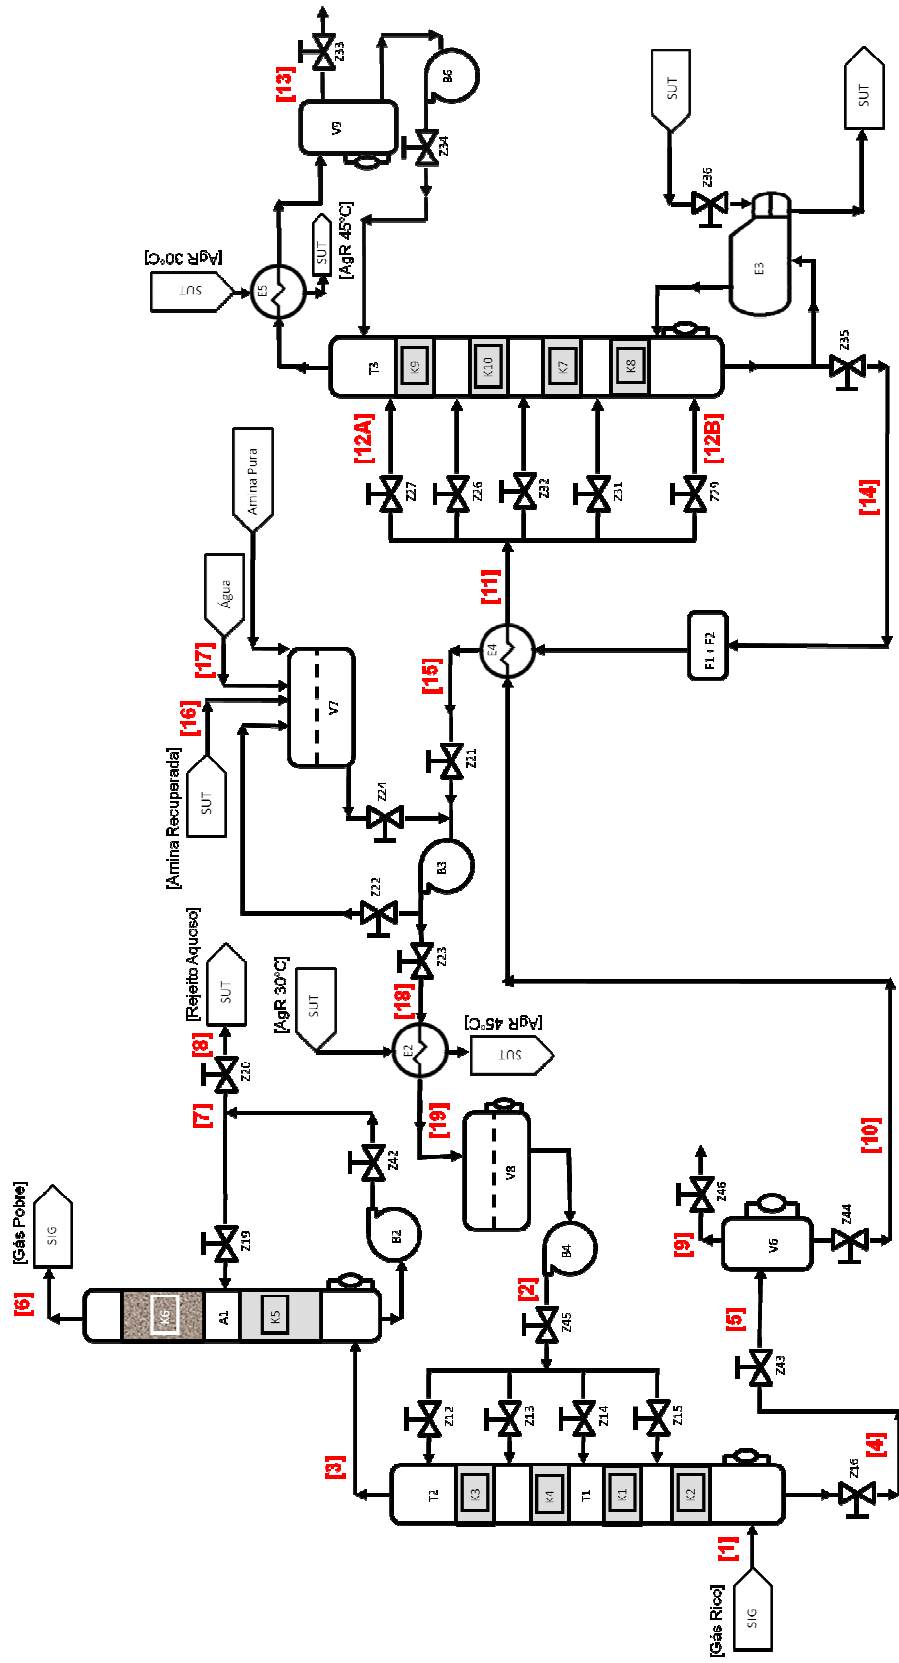 [13]
Z33
V9
B6
Z34
SUT
[AgR 30ºC]
E5
SUT
[AgR 45ºC]
SUT
Z36
E3
SUT
T3
K9
K10
K7
K8
Z35
[12A]
[12B]
Z27
Z26
Z32
Z31
Z29
[11]
[14]
Amina Pura
Água
[17]
[16]
SUT
[Amina Recuperada]
V7
Z24
[15]
E4
F1 + F2
Z21
B3
Z22
Z23
[18]
[Rejeito Aquoso]
SUT
[8]
Z20
[7]
[AgR 30ºC]
SUT
E2
SUT
[AgR 45ºC]
[19]
V8
B4
[2]
Z45
Z42
B2
Z19
[Gás Pobre]
SIG
[6]
K6
A1
K5
[10]
[9]
Z46
V6
Z44
[5]
Z43
[4]
Z16
Z12
Z13
Z14
Z15
[3]
T2
K3
K4
T1
K1
K2
[1]
SIG
[Gás Rico]